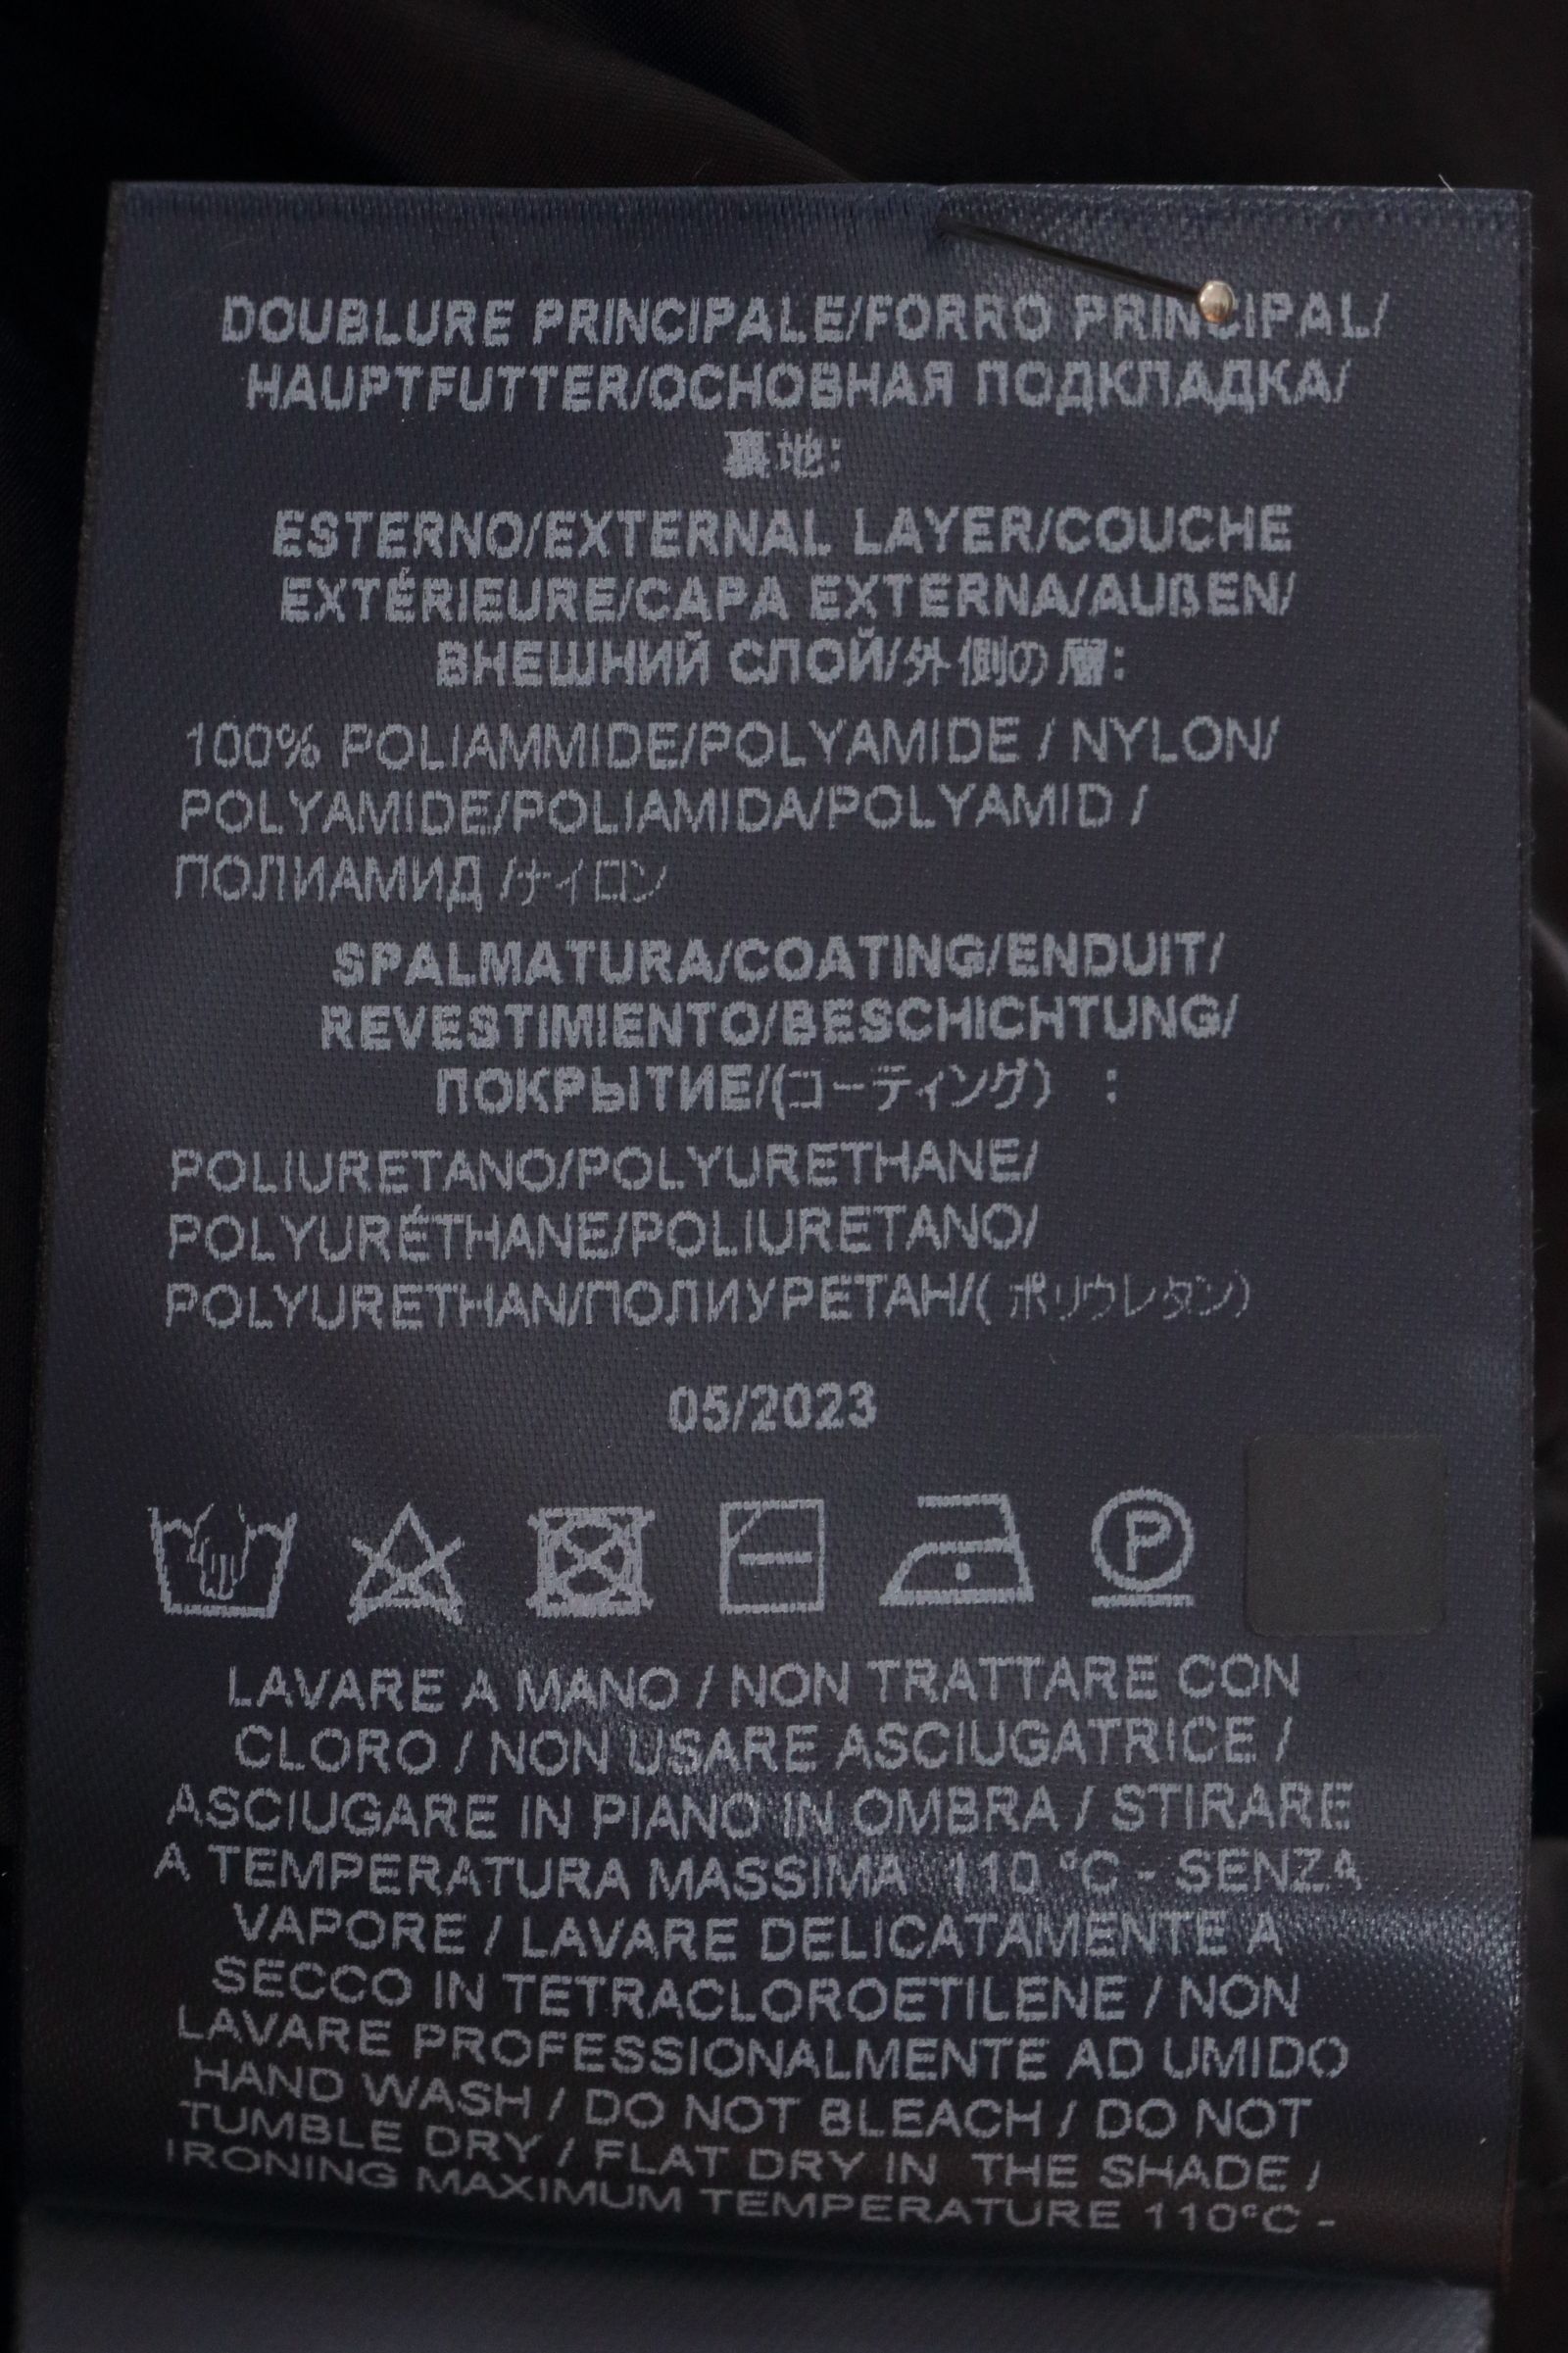 DOUBLURE PRINCIPALE/FORRO PRINCIPAL/
HAUPTFUTTER/ОСНОВНАЯ ПОДКЛАДКА/
裏地:
ESTERNO/EXTERNAL LAYER/COUCHE
EXTÉRIEURE/CAPA EXTERNA/AUßEN/
ВНЕШНИЙ СЛОЙ/外側の層:
100% POLIAMMIDE/POLYAMIDE / NYLON/
POLYAMIDE/POLIAMIDA/POLYAMID /
ПОЛИАМИД /ナイロン
SPALMATURA/COATING/ENDUIT/
REVESTIMIENTO/BESCHICHTUNG/
ПОКРЫТИЕ/(コーティング) :
POLIURETANO/POLYURETHANE/
POLYURÉTHANE/POLIURETANO/
POLYURETHAN/ПОЛИУРЕТАН/( ポリウレタン)
05/2023
P
LAVARE A MANO / NON TRATTARE CON
CLORO / NON USARE ASCIUGATRICE /
ASCIUGARE IN PIANO IN OMBRA / STIRARE
A TEMPERATURA MASSIMA 110 °C - SENZA
VAPORE / LAVARE DELICATAMENTE A
SECCO IN TETRACLOROETILENE / NON
LAVARE PROFESSIONALMENTE AD UMIDO
HAND WASH / DO NOT BLEACH / DO NOT
TUMBLE DRY / FLAT DRY IN THE SHADE /
IRONING MAXIMUM TEMPERATURE 110°C -